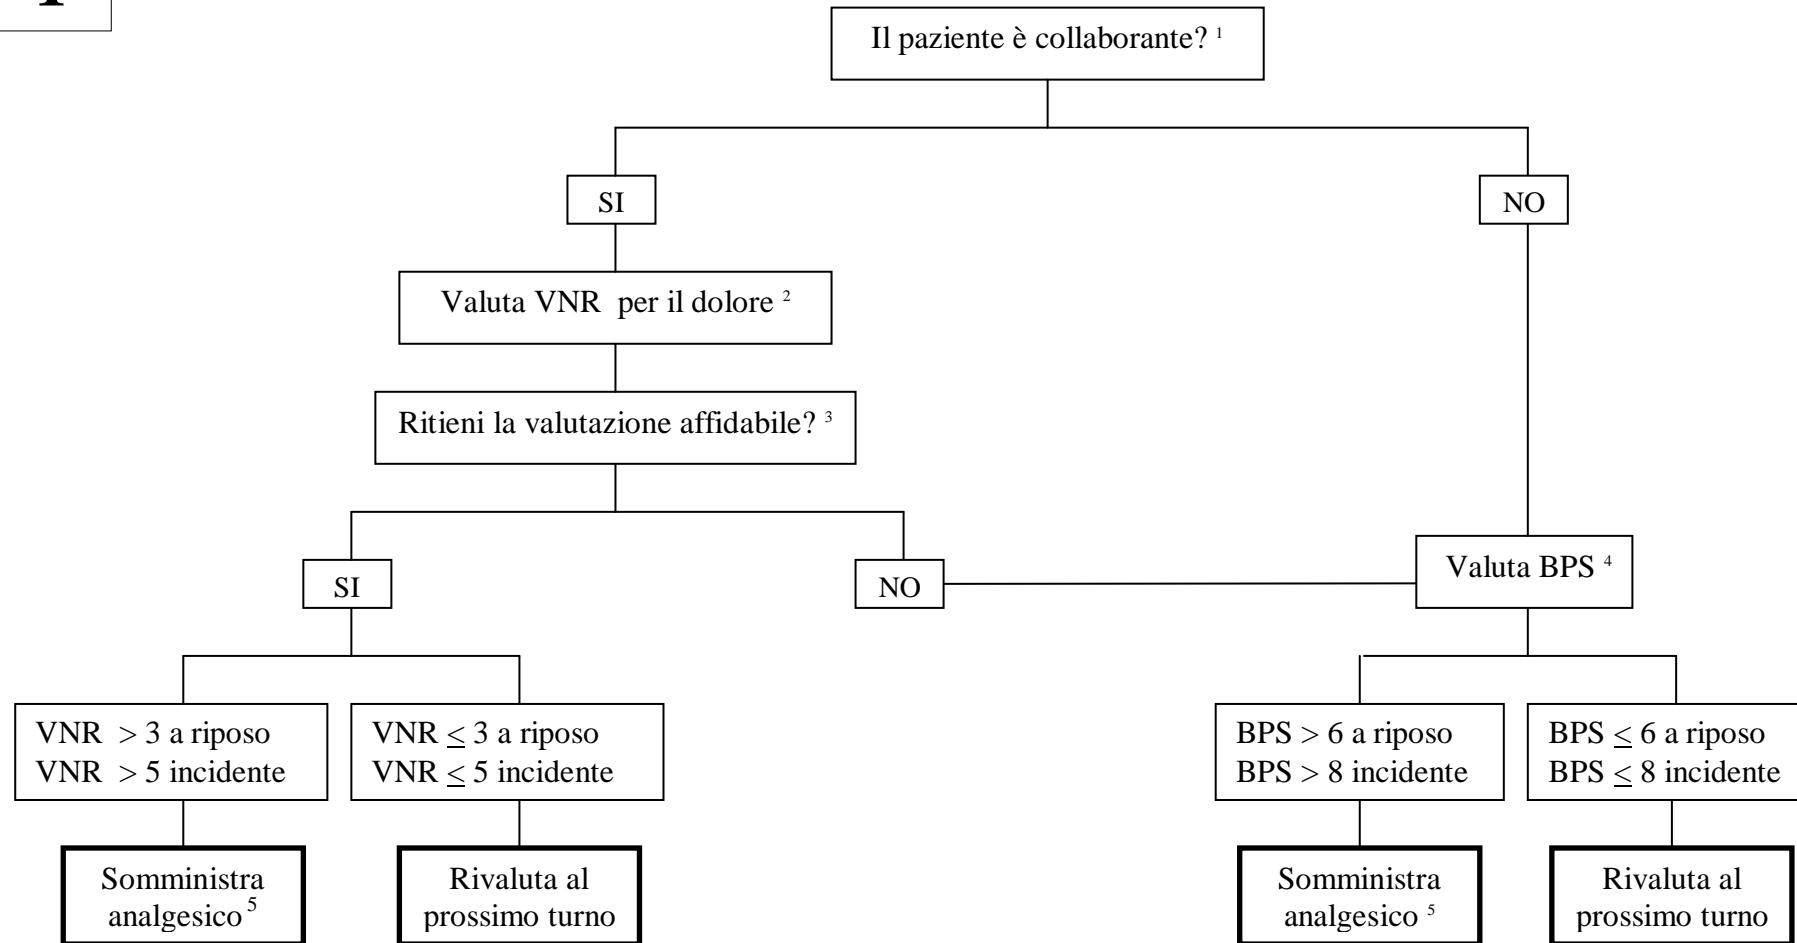 Il paziente è collaborante? 1
SI
NO
Valuta VNR per il dolore 2
Ritieni la valutazione affidabile? 3
SI
NO
Valuta BPS 4
VNR > 3 a riposo
VNR > 5 incidente
VNR ≤ 3 a riposo
VNR ≤ 5 incidente
BPS > 6 a riposo
BPS > 8 incidente
BPS ≤ 6 a riposo
BPS ≤ 8 incidente
Somministra
analgesico 5
Rivaluta al
prossimo turno
Somministra
analgesico 5
Rivaluta al
prossimo turno